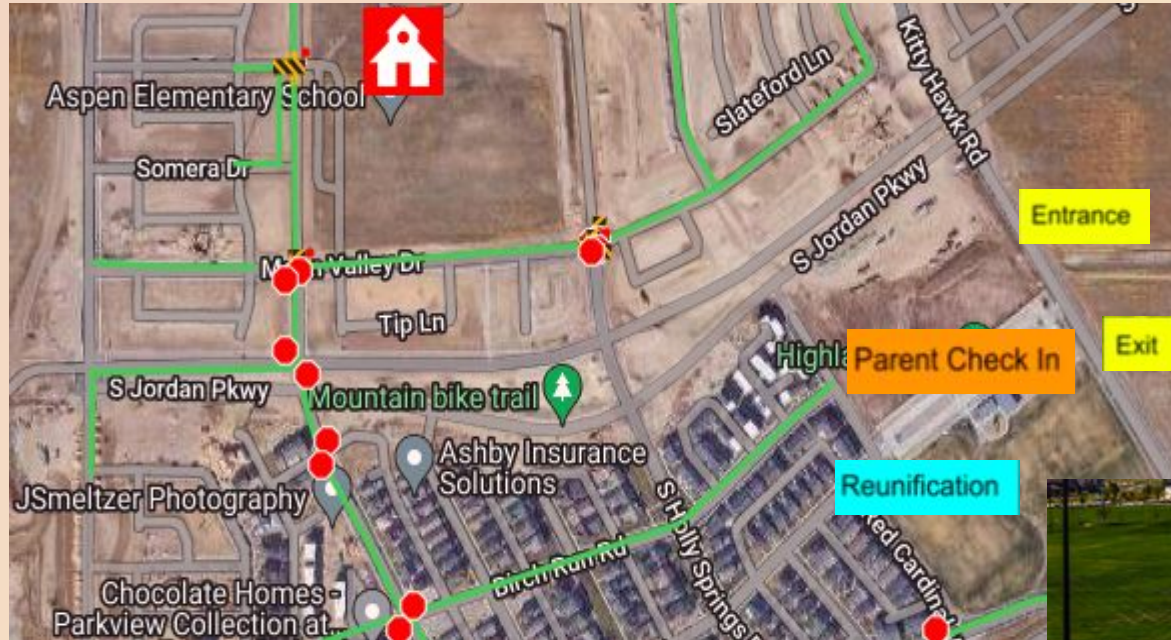 Kitty Hawk Rd
Slateford Ln
Aspen Elementary School
Somera Dr
Entrance
S Jordan Pkwy
Valley Dr
Tip Ln
Exit
Parent Check In
S Jordan Pkwy
Mountain bike trail
Ashby Insurance
Solutions
Reunification
JSmeltzer Photography
S Holly Springs
Birch Run Rd
Chocolate Homes -
Parkview Collection at...